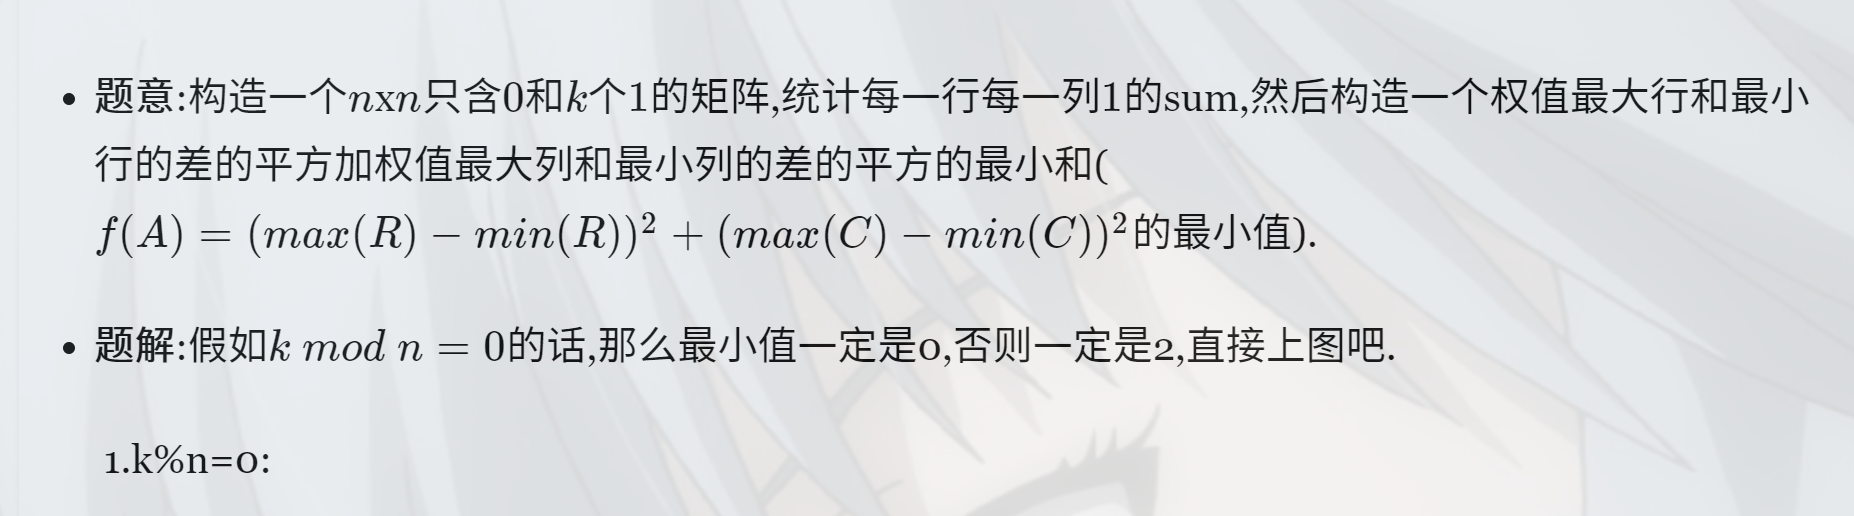 • 题意:构造一个nxn只含0和k个1的矩阵,统计每一行每一列1的sum,然后构造一个权值最大行和最小
行的差的平方加权值最大列和最小列的差的平方的最小和(
f(A) = (max(R) − min(R))² + (max(C) − min(C))²的最小值).
• 题解:假如k mod n = 0的话,那么最小值一定是0,否则一定是2,直接上图吧.
1.k%n=0: